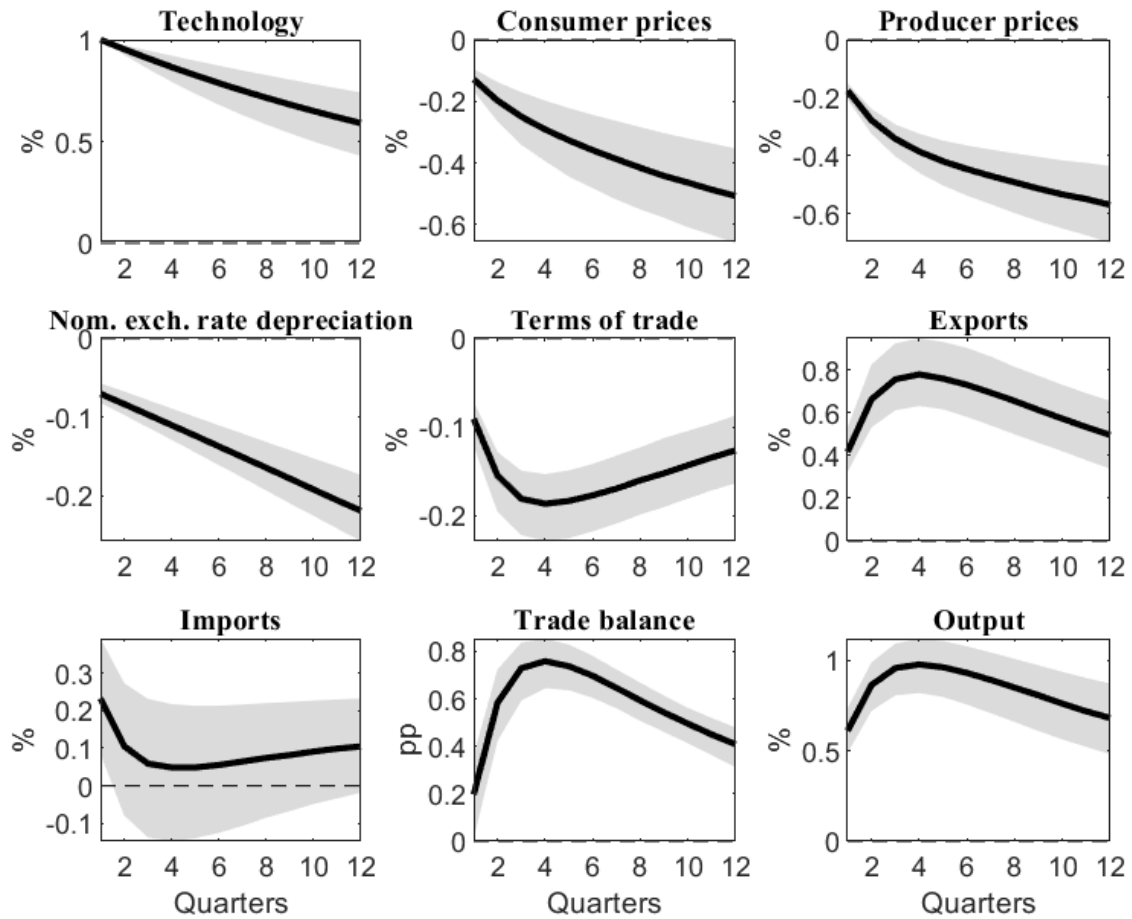 Technology
Consumer prices
Producer prices
1
0.5
0
%
2 4 6 8 10 12
0
-0.2
-0.4
-0.6
%
2 4 6 8 10 12
0
-0.2
-0.4
-0.6
%
2 4 6 8 10 12
Nom. exch. rate depreciation
Terms of trade
Exports
0
-0.1
-0.2
%
2 4 6 8 10 12
0
-0.1
-0.2
%
2 4 6 8 10 12
0.8
0.6
0.4
0.2
0
%
2 4 6 8 10 12
Imports
Trade balance
Output
0.3
0.2
0.1
0
-0.1
%
2 4 6 8 10 12
Quarters
0.8
0.6
0.4
0.2
0
pp
2 4 6 8 10 12
Quarters
1
0.5
0
%
2 4 6 8 10 12
Quarters